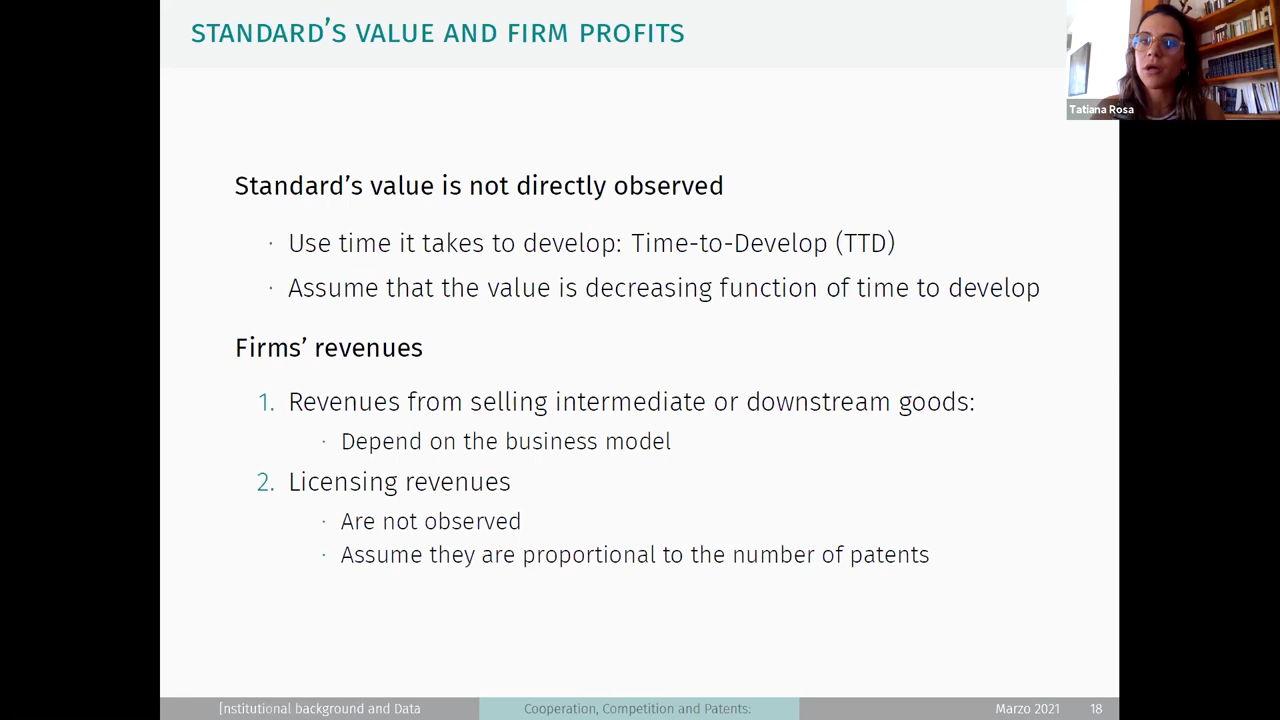 STANDARD'S VALUE AND FIRM PROFITS
Tatiana Rosa
Standard's value is not directly observed
· Use time it takes to develop: Time-to-Develop (TTD)
· Assume that the value is decreasing function of time to develop
Firms' revenues
1. Revenues from selling intermediate or downstream goods:
· Depend on the business model
2. Licensing revenues
· Are not observed
· Assume they are proportional to the number of patents
Institutional background and Data
Cooperation, Competition and Patents:
Marzo 2021
18